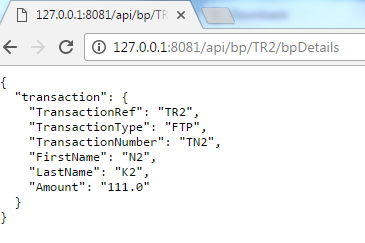 127.0.0.1:8081/api/bp/TR
127.0.0.1:8081/api/bp/TR2/bpDetails
{
  "transaction": {
    "TransactionRef": "TR2",
    "TransactionType": "FTP",
    "TransactionNumber": "TN2",
    "FirstName": "N2",
    "LastName": "K2",
    "Amount": "111.0"
  }
}